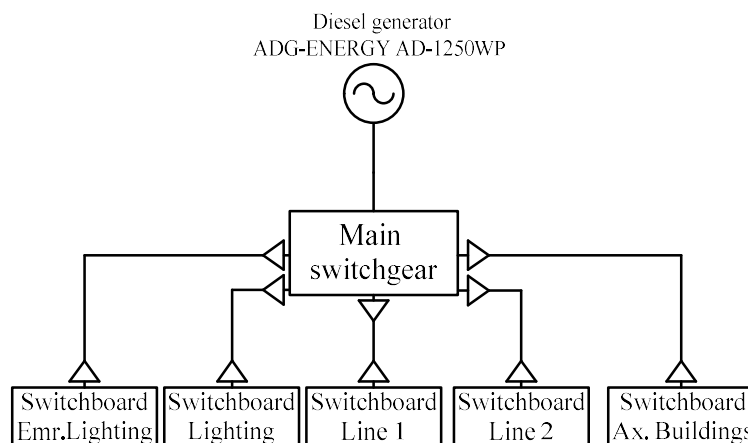 Diesel generator
ADG-ENERGY AD-1250WP
Main
switchgear
Switchboard
Emr.Lighting
Switchboard
Lighting
Switchboard
Line 1
Switchboard
Line 2
Switchboard
Ax. Buildings